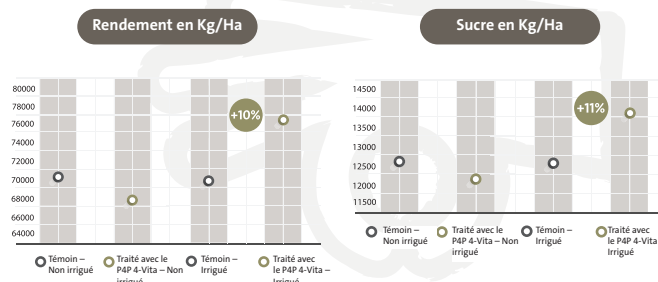 Rendement en Kg/Ha
80000
78000
76000
74000
72000
70000
68000
66000
64000
+10%
Témoin –
Non irrigué
Traité avec le
P4P 4-Vita – Non
irrigué
Témoin –
Irrigué
Traité avec
le P4P 4-Vita –
Irrigué
Sucre en Kg/Ha
14500
14000
13500
13000
12500
12000
11500
+11%
Témoin –
Non irrigué
Traité avec le
P4P 4-Vita – Non
irrigué
Témoin –
Irrigué
Traité avec
le P4P 4-Vita
Irrigué